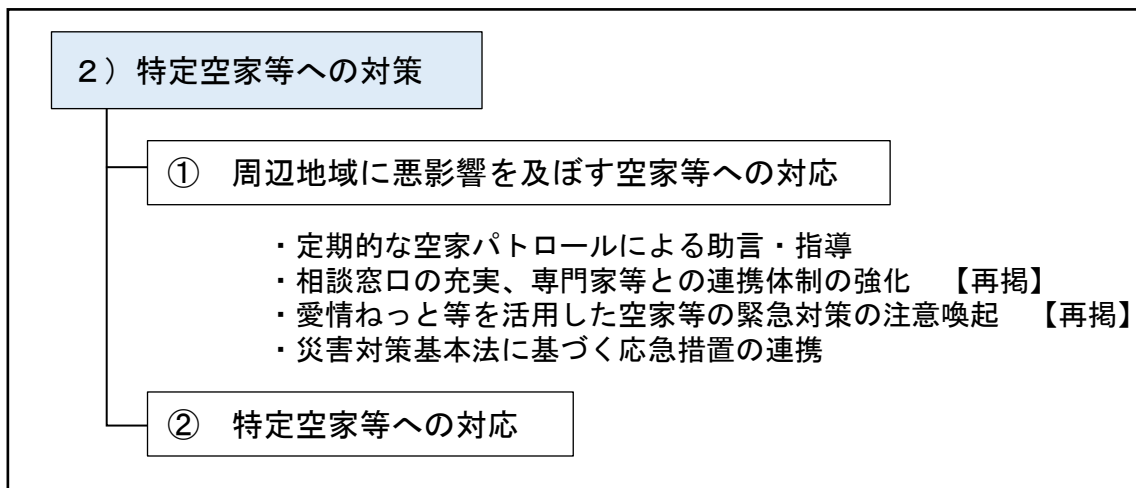 ２）特定空家等への対策
①　周辺地域に悪影響を及ぼす空家等への対応
・定期的な空家パトロールによる助言・指導
・相談窓口の充実、専門家等との連携体制の強化　【再掲】
・愛情ねっと等を活用した空家等の緊急対策の注意喚起　【再掲】
・災害対策基本法に基づく応急措置の連携
②　特定空家等への対応